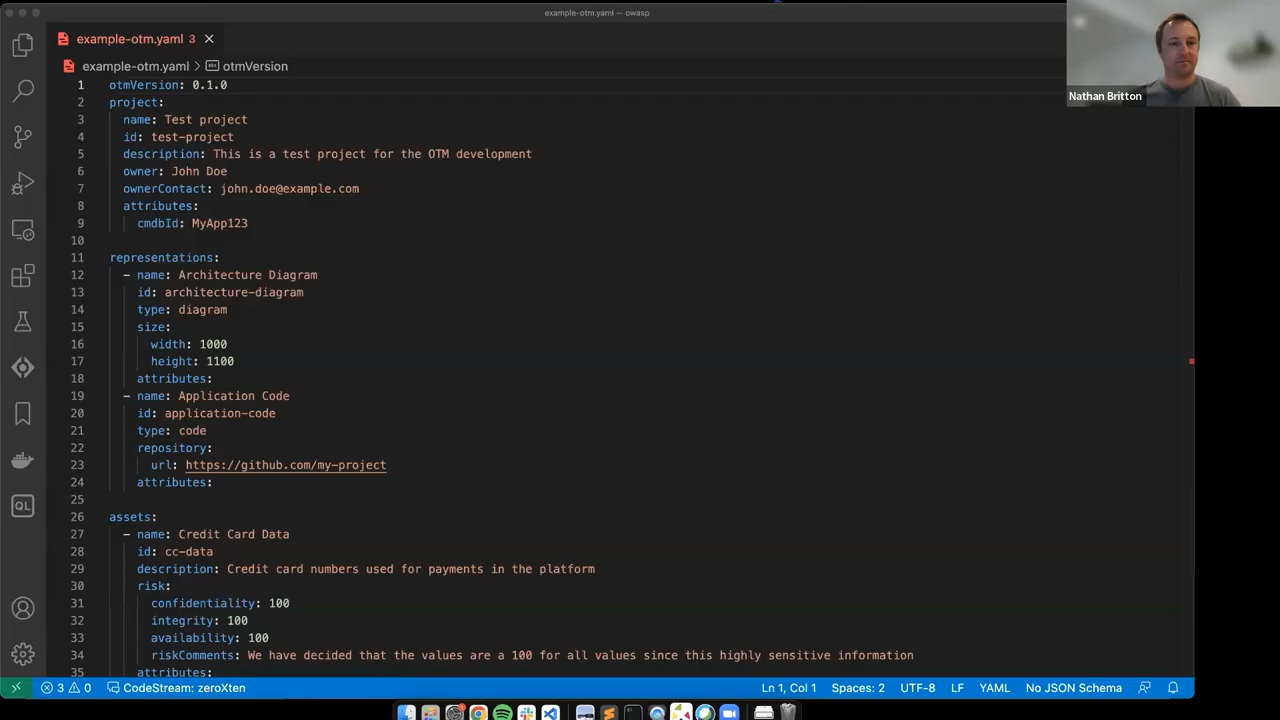 example-otm.yaml — owasp
example-otm.yaml 3
example-otm.yaml > otmVersion
Nathan Britton
1 otmVersion: 0.1.0
2 project:
3 name: Test project
4 id: test-project
5 description: This is a test project for the OTM development
6 owner: John Doe
7 ownerContact: john.doe@example.com
8 attributes:
9 cmdbId: MyApp123
10
11 representations:
12 - name: Architecture Diagram
13 id: architecture-diagram
14 type: diagram
15 size:
16 width: 1000
17 height: 1100
18 attributes:
19 - name: Application Code
20 id: application-code
21 type: code
22 repository:
23 url: https://github.com/my-project
24 attributes:
25
26 assets:
27 - name: Credit Card Data
28 id: cc-data
29 description: Credit card numbers used for payments in the platform
30 risk:
31 confidentiality: 100
32 integrity: 100
33 availability: 100
34 riskComments: We have decided that the values are a 100 for all values since this highly sensitive information
35 attributes:
QL
3 0 CodeStream: zeroXten Ln 1, Col 1 Spaces: 2 UTF-8 LF YAML No JSON Schema